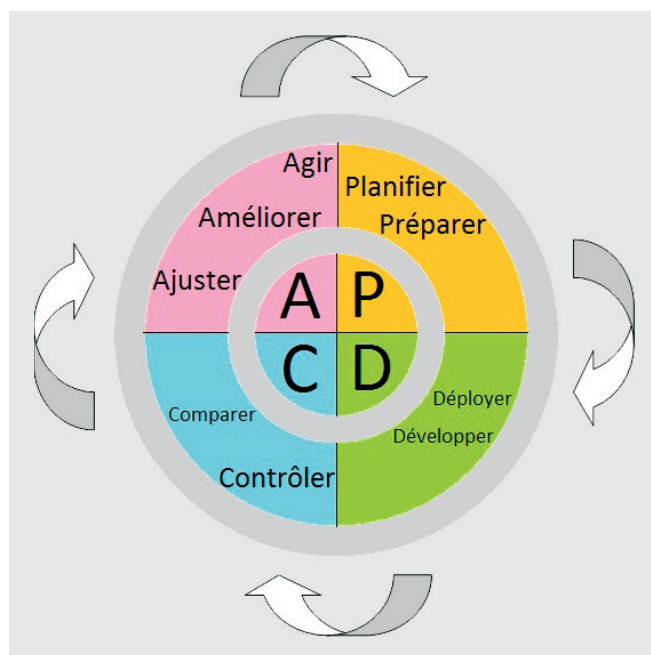 Agir
Planifier
Améliorer
Préparer
Ajuster
A P
C D
Déployer
Comparer
Développer
Contrôler